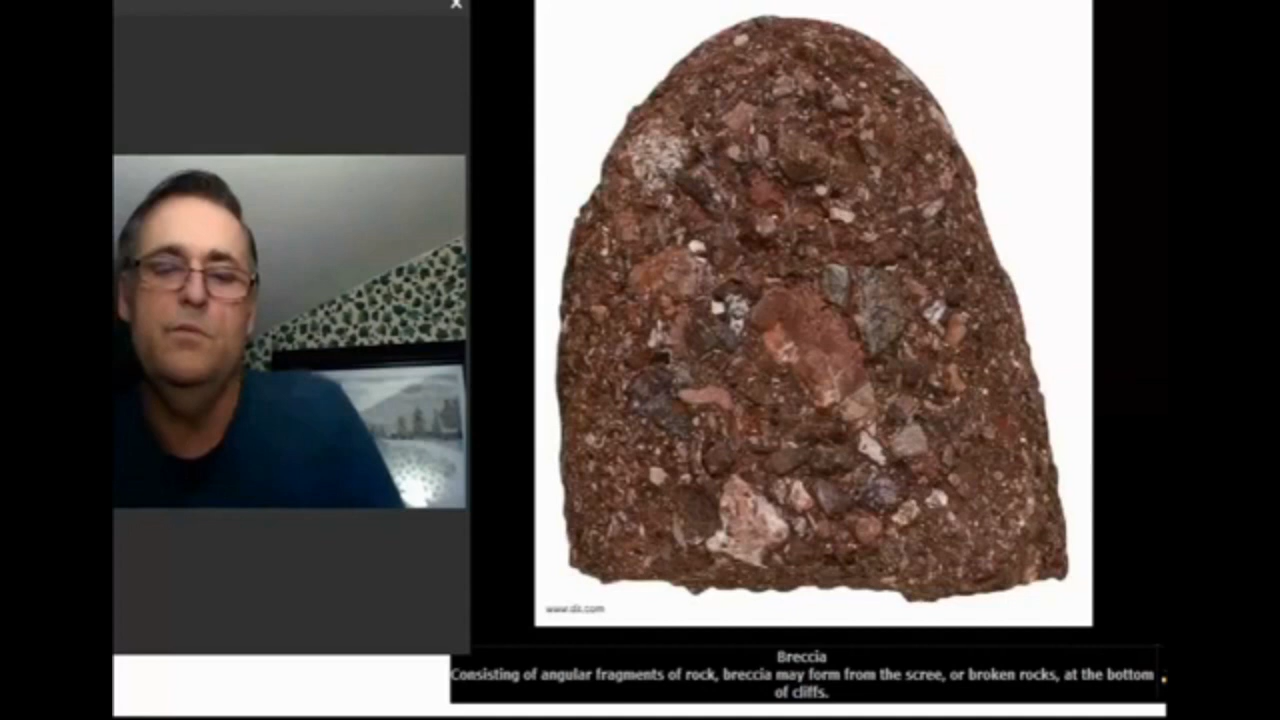 x
www.dk.com
Breccia
Consisting of angular fragments of rock, breccia may form from the scree, or broken rocks, at the bottom
of cliffs.